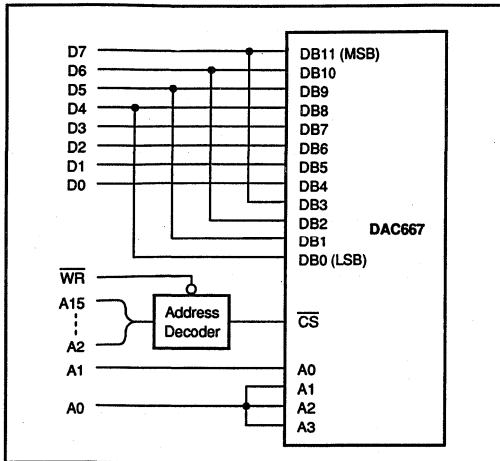 D7 DB11 (MSB)
D6 DB10
D5 DB9
D4 DB8
D3 DB7
D2 DB6
D1 DB5
D0 DB4
DB3
DB2 DAC667
DB1
DB0 (LSB)
WR
A15 Address CS
A2 Decoder
A1 A0
A1
A0 A2
A3